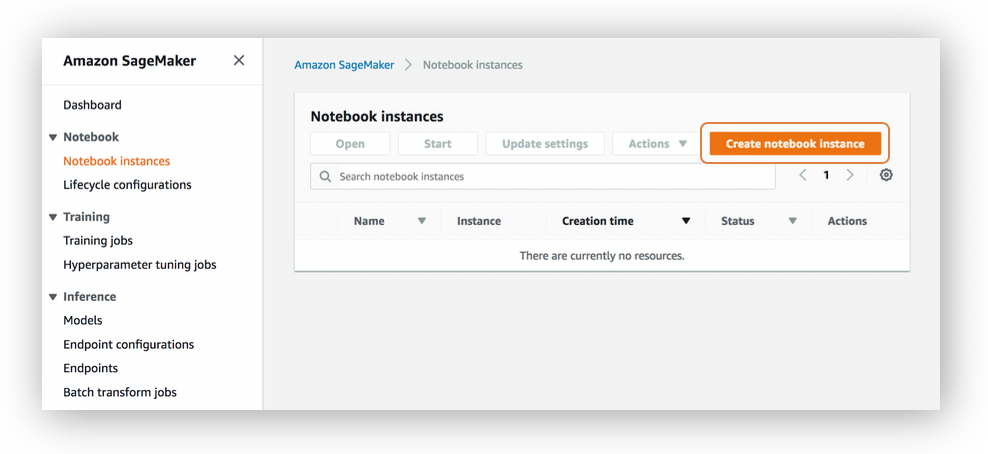 Amazon SageMaker
Dashboard
Notebook
Notebook instances
Lifecycle configurations
Training
Training jobs
Hyperparameter tuning jobs
Inference
Models
Endpoint configurations
Endpoints
Batch transform jobs
Amazon SageMaker > Notebook instances
Notebook instances
Open Start Update settings Actions Create notebook instance
Search notebook instances 1
Name Instance Creation time Status Actions
There are currently no resources.